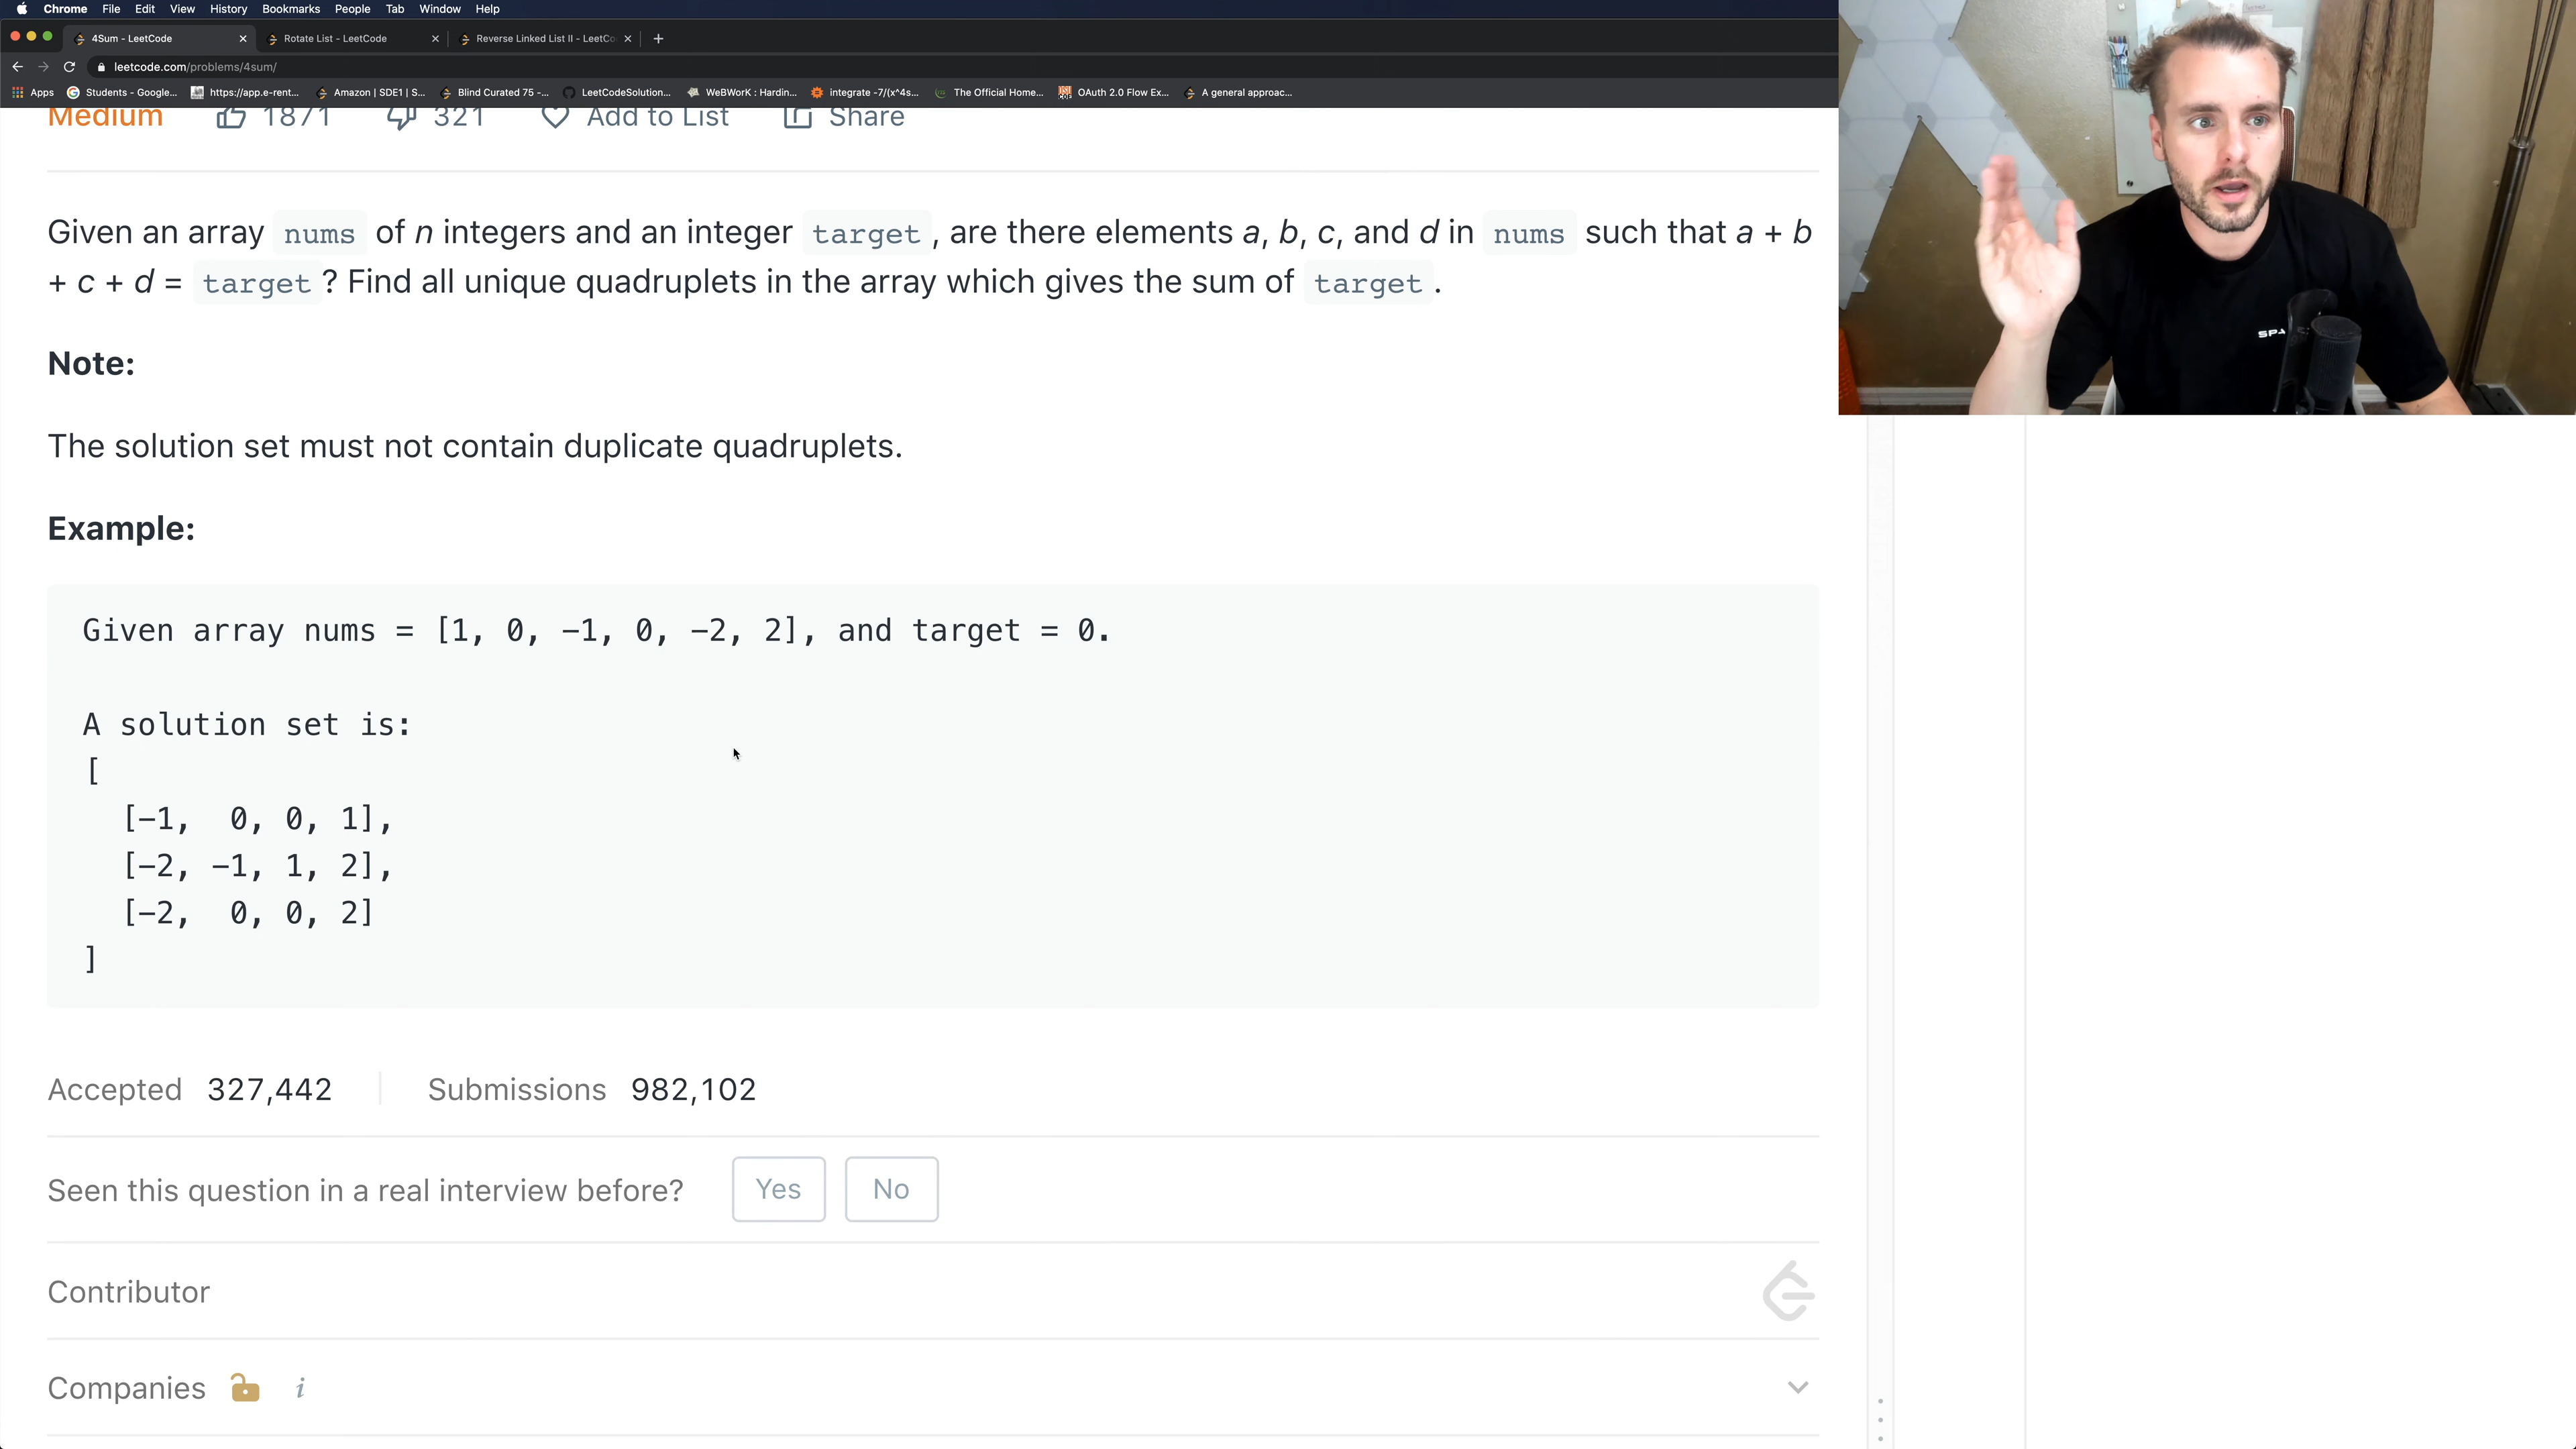 Chrome File Edit View History Bookmarks People Tab Window Help
4Sum - LeetCode Rotate List - LeetCode Reverse Linked List II - LeetCo
leetcode.com/problems/4sum/
Apps Students - Google... https://app.e-rent... Amazon | SDE1 | S... Blind Curated 75 -... LeetCodeSolution... WeBWorK : Hardin... integrate -7/(x^4s... The Official Home... OAuth 2.0 Flow Ex... A general approac...
Medium 1871 321 Add to List Share
Given an array nums of n integers and an integer target, are there elements a, b, c, and d in nums such that a + b
+ c + d = target? Find all unique quadruplets in the array which gives the sum of target.
Note:
The solution set must not contain duplicate quadruplets.
Example:
Given array nums = [1, 0, -1, 0, -2, 2], and target = 0.
A solution set is:
[
[-1, 0, 0, 1],
[-2, -1, 1, 2],
[-2, 0, 0, 2]
]
Accepted 327,442 Submissions 982,102
Seen this question in a real interview before? Yes No
Contributor
Companies i